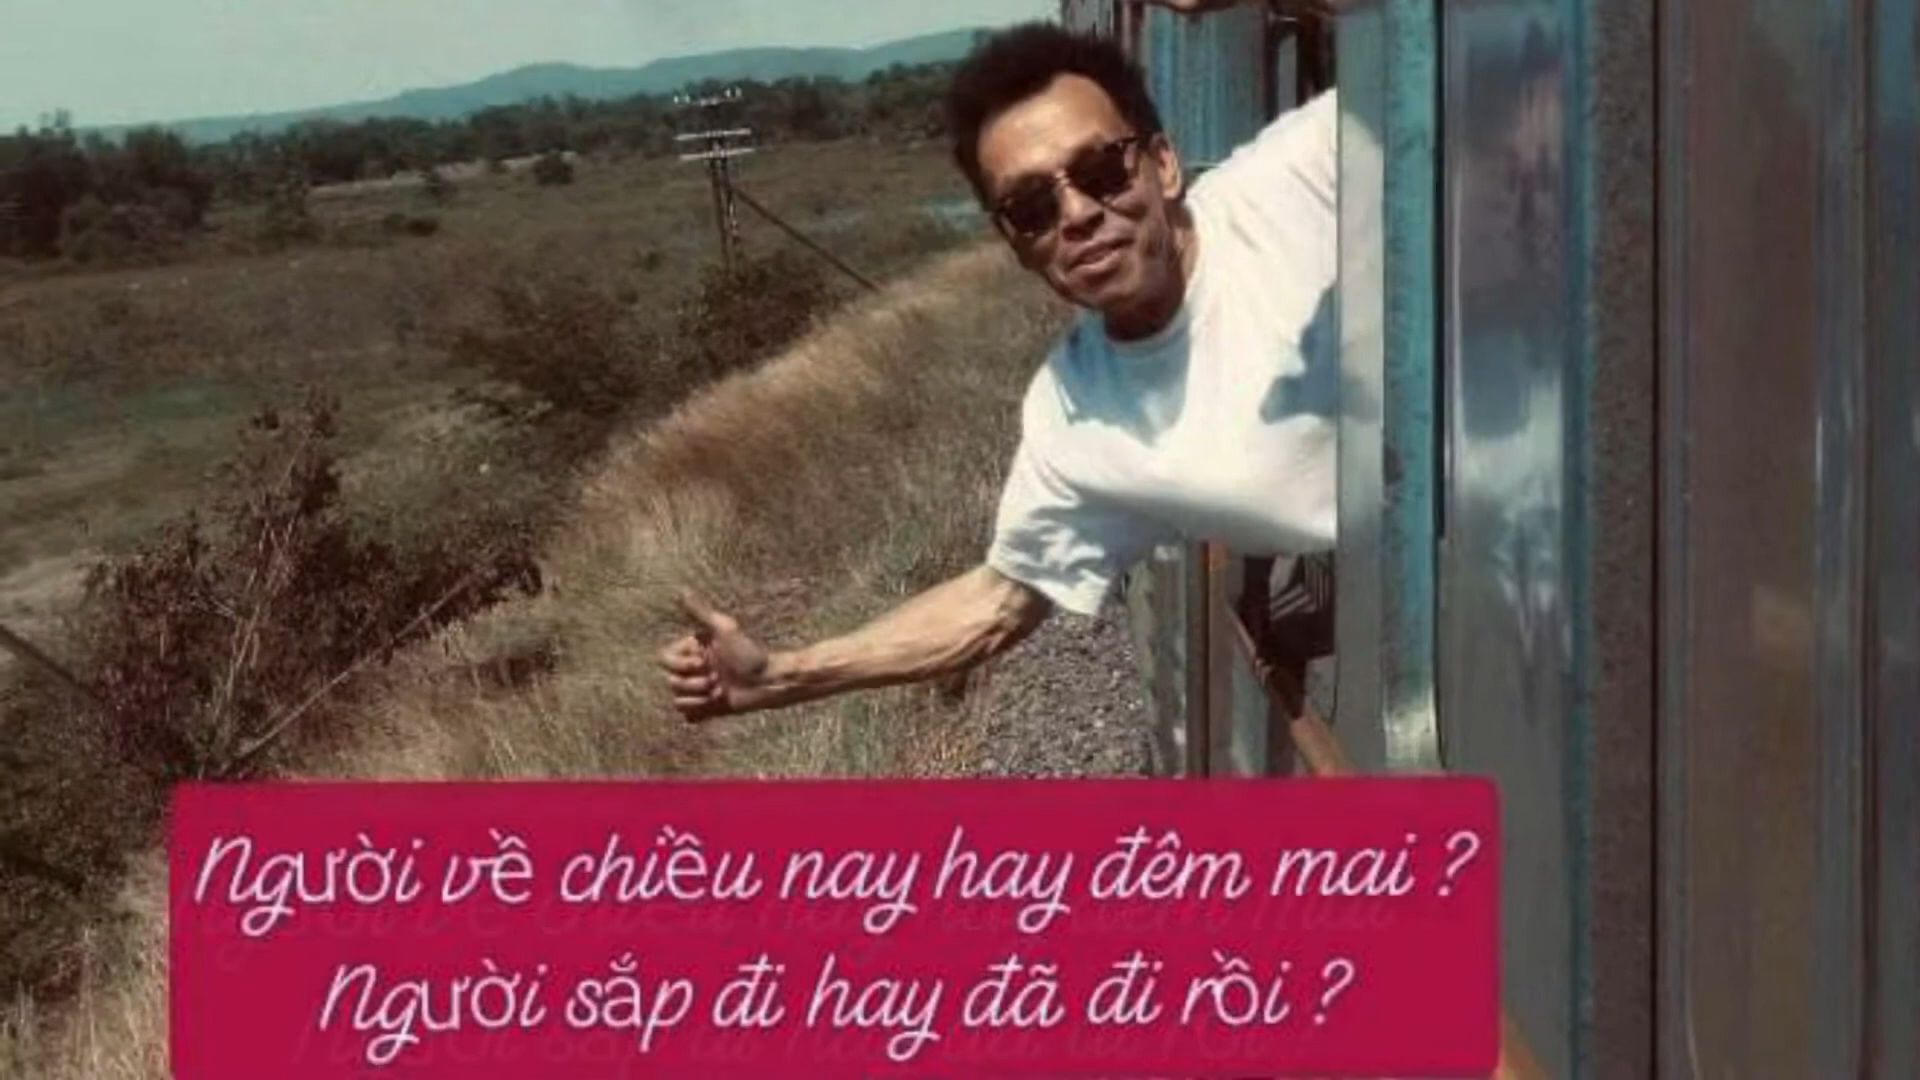 Người về chiều nay hay đêm mai ?
Người sắp đi hay đã đi rồi ?